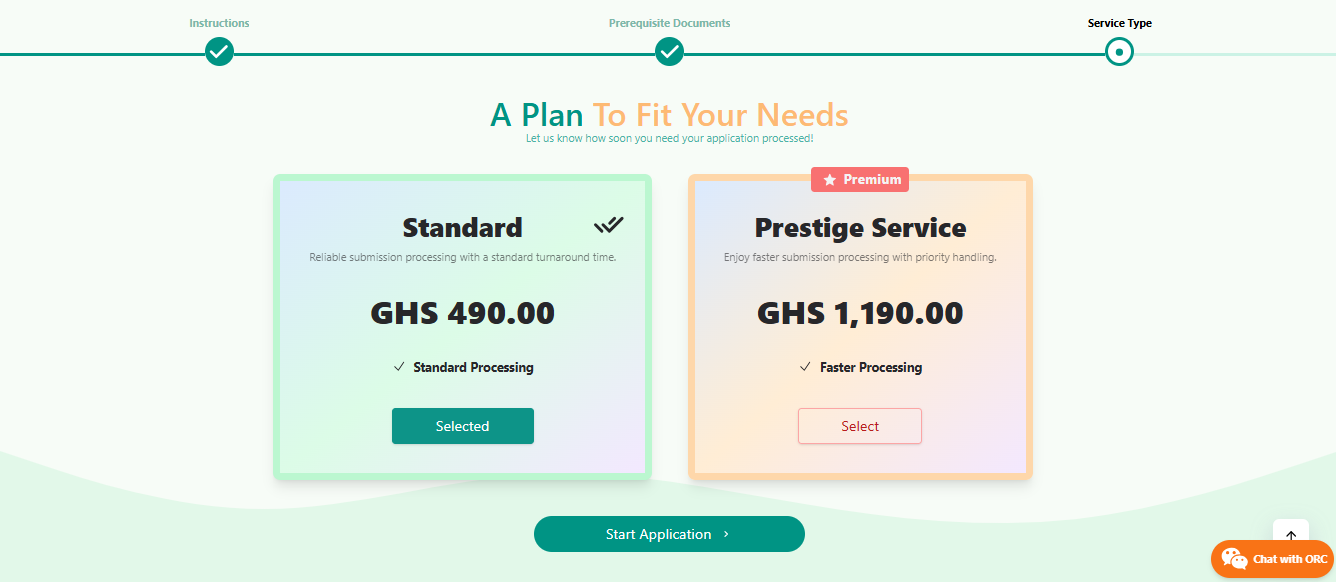 Instructions
Prerequisite Documents
Service Type
A Plan To Fit Your Needs
Let us know how soon you need your application processed!
Standard
Reliable submission processing with a standard turnaround time.
GHS 490.00
Standard Processing
Selected
Premium
Prestige Service
Enjoy faster submission processing with priority handling.
GHS 1,190.00
Faster Processing
Select
Start Application
Chat with ORC